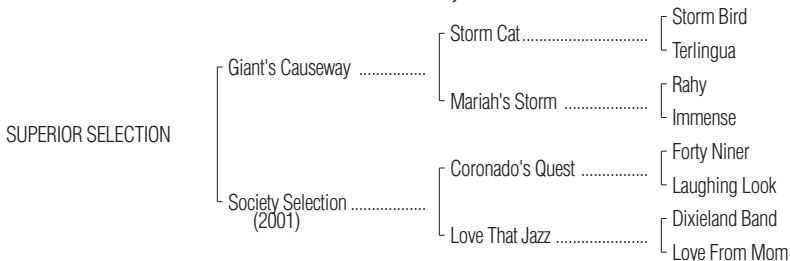 Storm Bird
Storm Cat............................
Terlingua
Giant's Causeway ................
Rahy
Mariah's Storm ....................
Immense
SUPERIOR SELECTION
Forty Niner
Coronado's Quest ................
Laughing Look
Society Selection ..................
(2001)
Dixieland Band
Love That Jazz ......................
Love From Mom